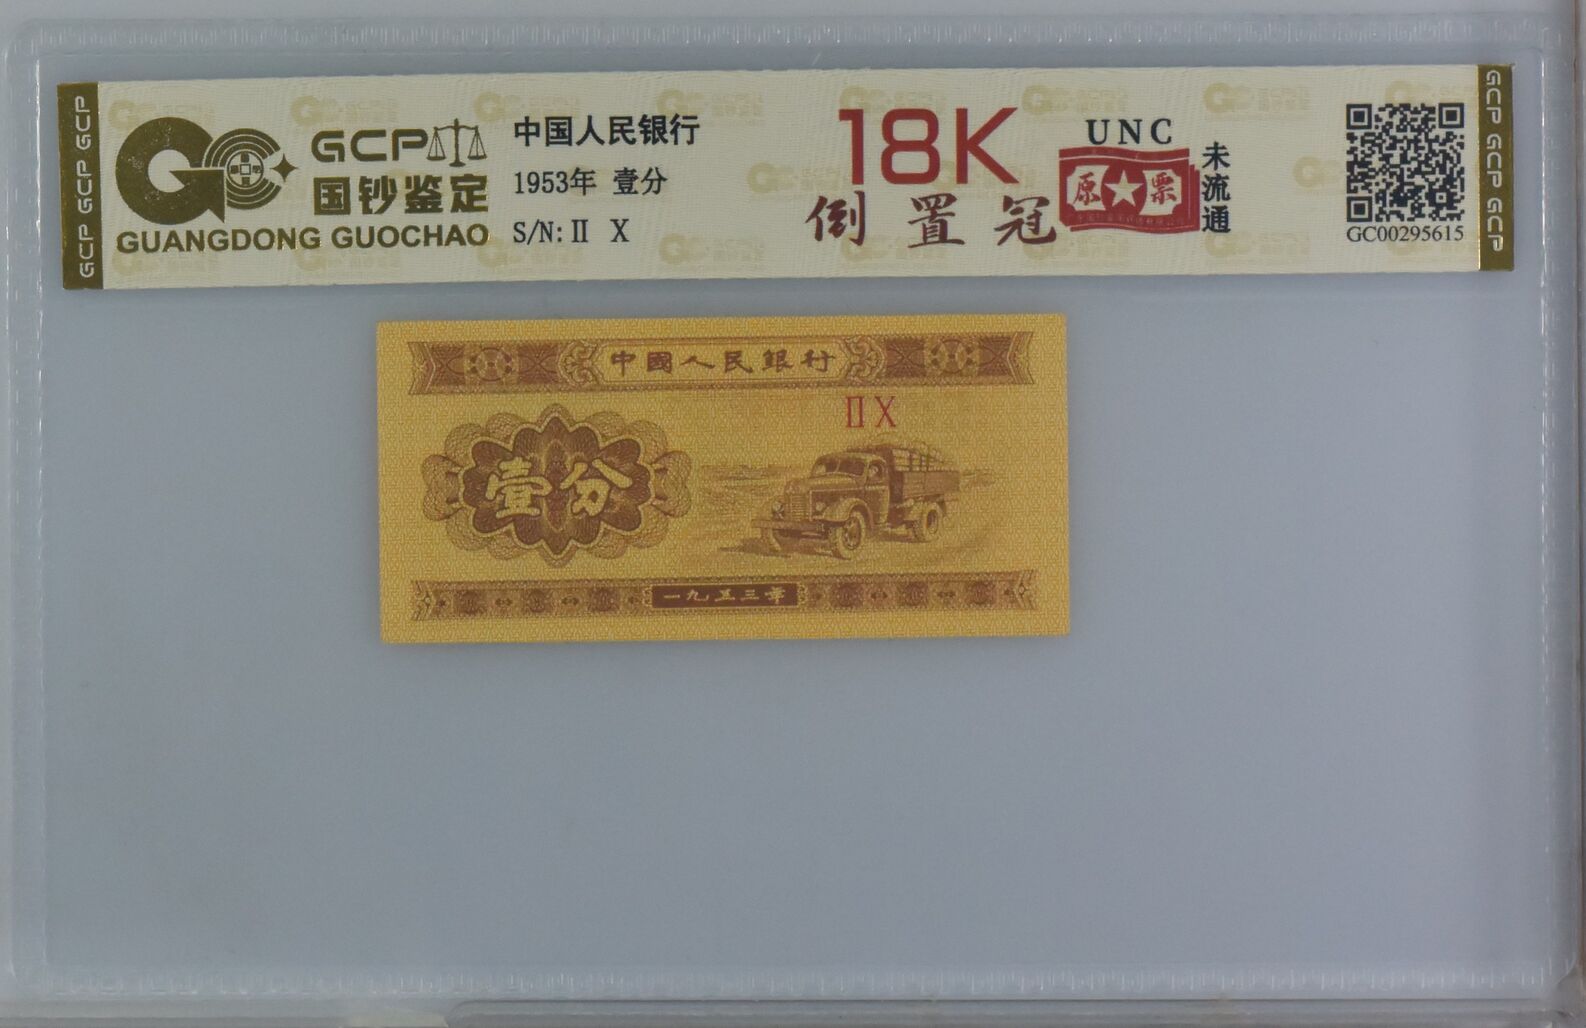 GCP GCP GCP
GCP
国钞鉴定
GUANGDONG GUOCHAO
中国人民银行
1953年 壹分
S/N: II X
18K
倒置冠
UNC
原★票
未流通
GC00295615
GCP GCP GCP
中國人民銀行
II X
壹分
一九五三年